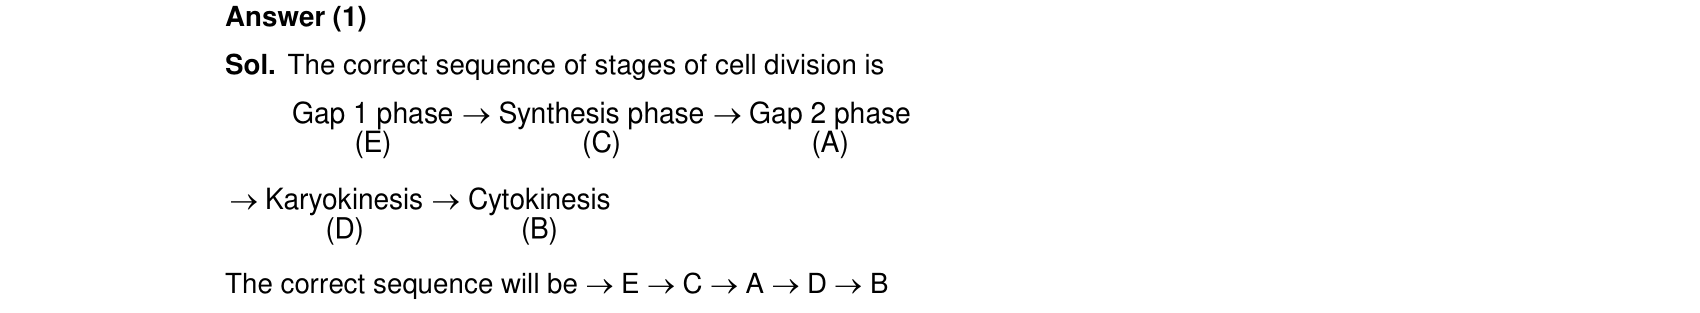 Answer (1)
Sol. The correct sequence of stages of cell division is
Gap 1 phase → Synthesis phase → Gap 2 phase
(E) (C) (A)
→ Karyokinesis → Cytokinesis
(D) (B)
The correct sequence will be → E → C → A → D → B